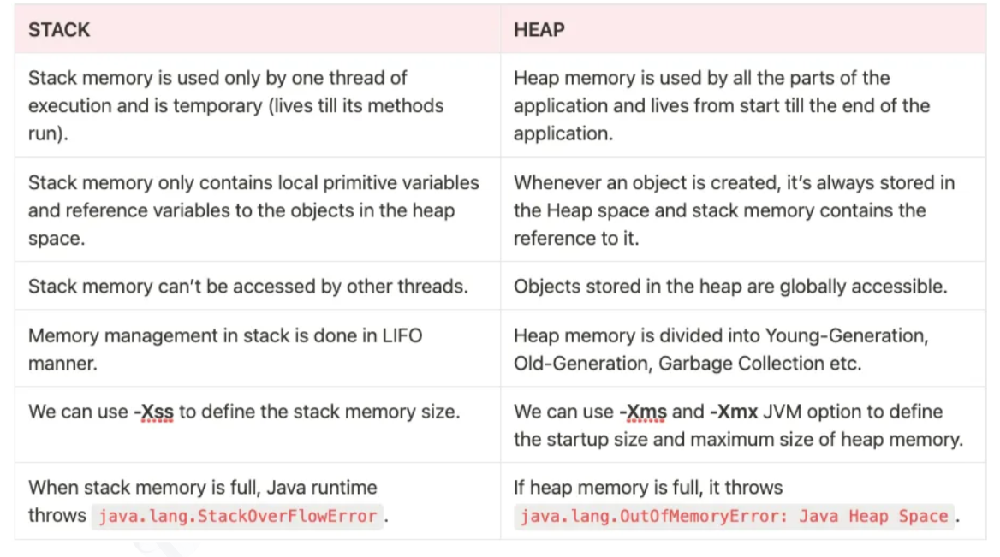 STACK
HEAP
Stack memory is used only by one thread of
execution and is temporary (lives till its methods
run).
Heap memory is used by all the parts of the
application and lives from start till the end of the
application.
Stack memory only contains local primitive variables
and reference variables to the objects in the heap
space.
Whenever an object is created, it’s always stored in
the Heap space and stack memory contains the
reference to it.
Stack memory can’t be accessed by other threads.
Objects stored in the heap are globally accessible.
Memory management in stack is done in LIFO
manner.
Heap memory is divided into Young-Generation,
Old-Generation, Garbage Collection etc.
We can use -Xss to define the stack memory size.
We can use -Xms and -Xmx JVM option to define
the startup size and maximum size of heap memory.
When stack memory is full, Java runtime
throws java.lang.StackOverFlowError .
If heap memory is full, it throws
java.lang.OutOfMemoryError: Java Heap Space .